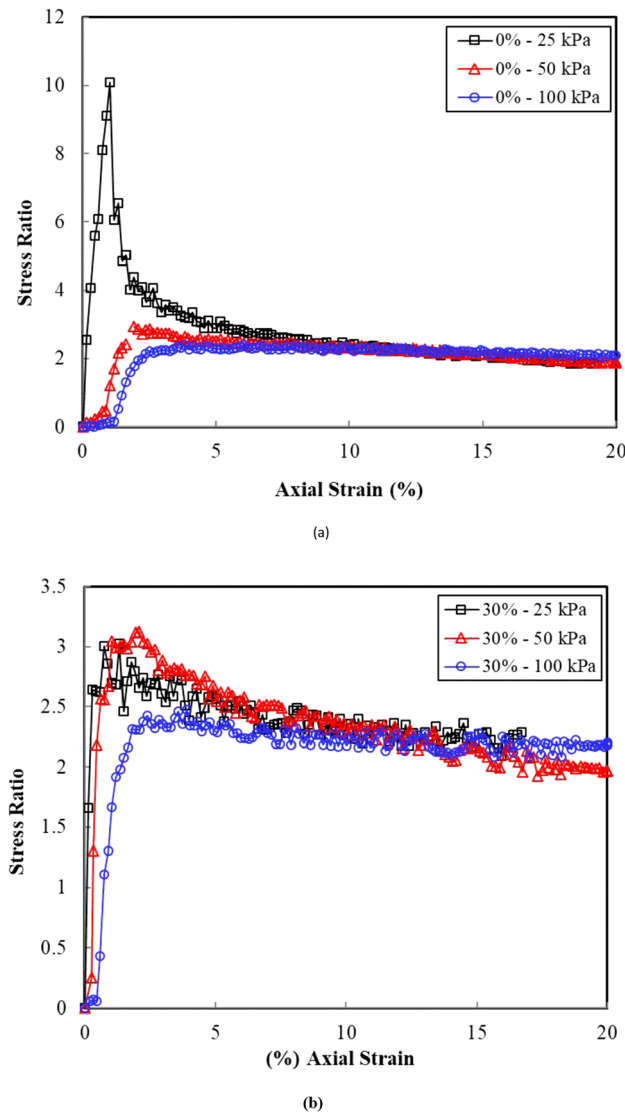 12
10
8
6
4
2
0
Stress Ratio
0% - 25 kPa
0% - 50 kPa
0% - 100 kPa
0 5 10 15 20
Axial Strain (%)
(a)
3.5
3
2.5
2
1.5
1
0.5
0
Stress Ratio
30% - 25 kPa
30% - 50 kPa
30% - 100 kPa
0 5 10 15 20
(%) Axial Strain
(b)